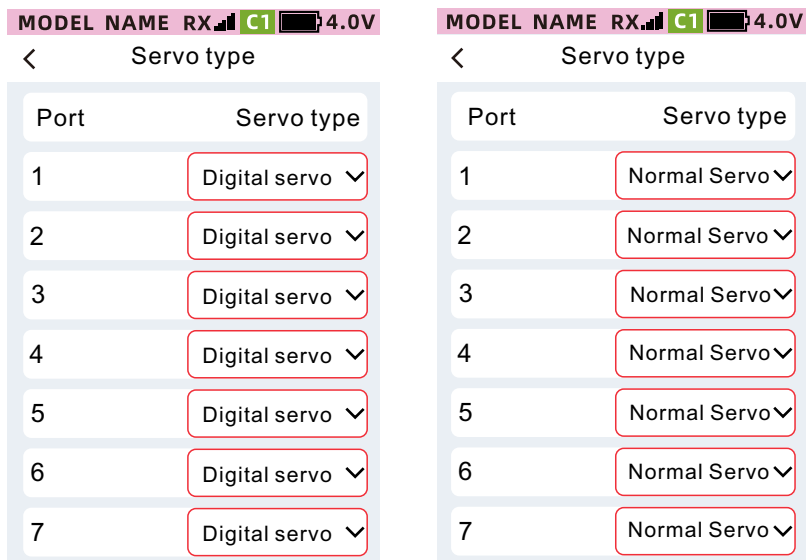 MODEL NAME RX C1 4.0V
Servo type
Port Servo type
1 Digital servo
2 Digital servo
3 Digital servo
4 Digital servo
5 Digital servo
6 Digital servo
7 Digital servo
MODEL NAME RX C1 4.0V
Servo type
Port Servo type
1 Normal Servo
2 Normal Servo
3 Normal Servo
4 Normal Servo
5 Normal Servo
6 Normal Servo
7 Normal Servo